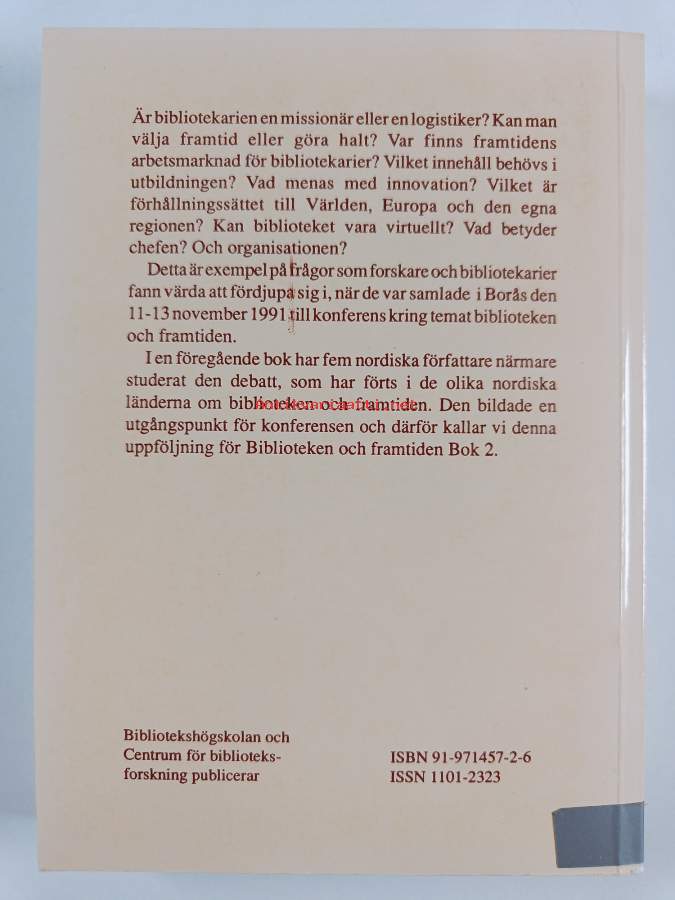 Är bibliotekarien en missionär eller en logistiker? Kan man
välja framtid eller göra halt? Var finns framtidens
arbetsmarknad för bibliotekarier? Vilket innehåll behövs i
utbildningen? Vad menas med innovation? Vilket är
förhållningssättet till Världen, Europa och den egna
regionen? Kan biblioteket vara virtuellt? Vad betyder
chefen? Och organisationen?
Detta är exempel på frågor som forskare och bibliotekarier
fann värda att fördjupa sig i, när de var samlade i Borås den
11-13 november 1991 till konferens kring temat biblioteken
och framtiden.
I en föregående bok har fem nordiska författare närmare
studerat den debatt, som har förts i de olika nordiska
länderna om biblioteken och framtiden. Den bildade en
utgångspunkt för konferensen och därför kallar vi denna
uppföljning för Biblioteken och framtiden Bok 2.
Bibliotekshögskolan och
Centrum för biblioteks-
forskning publicerar
ISBN 91-971457-2-6
ISSN 1101-2323